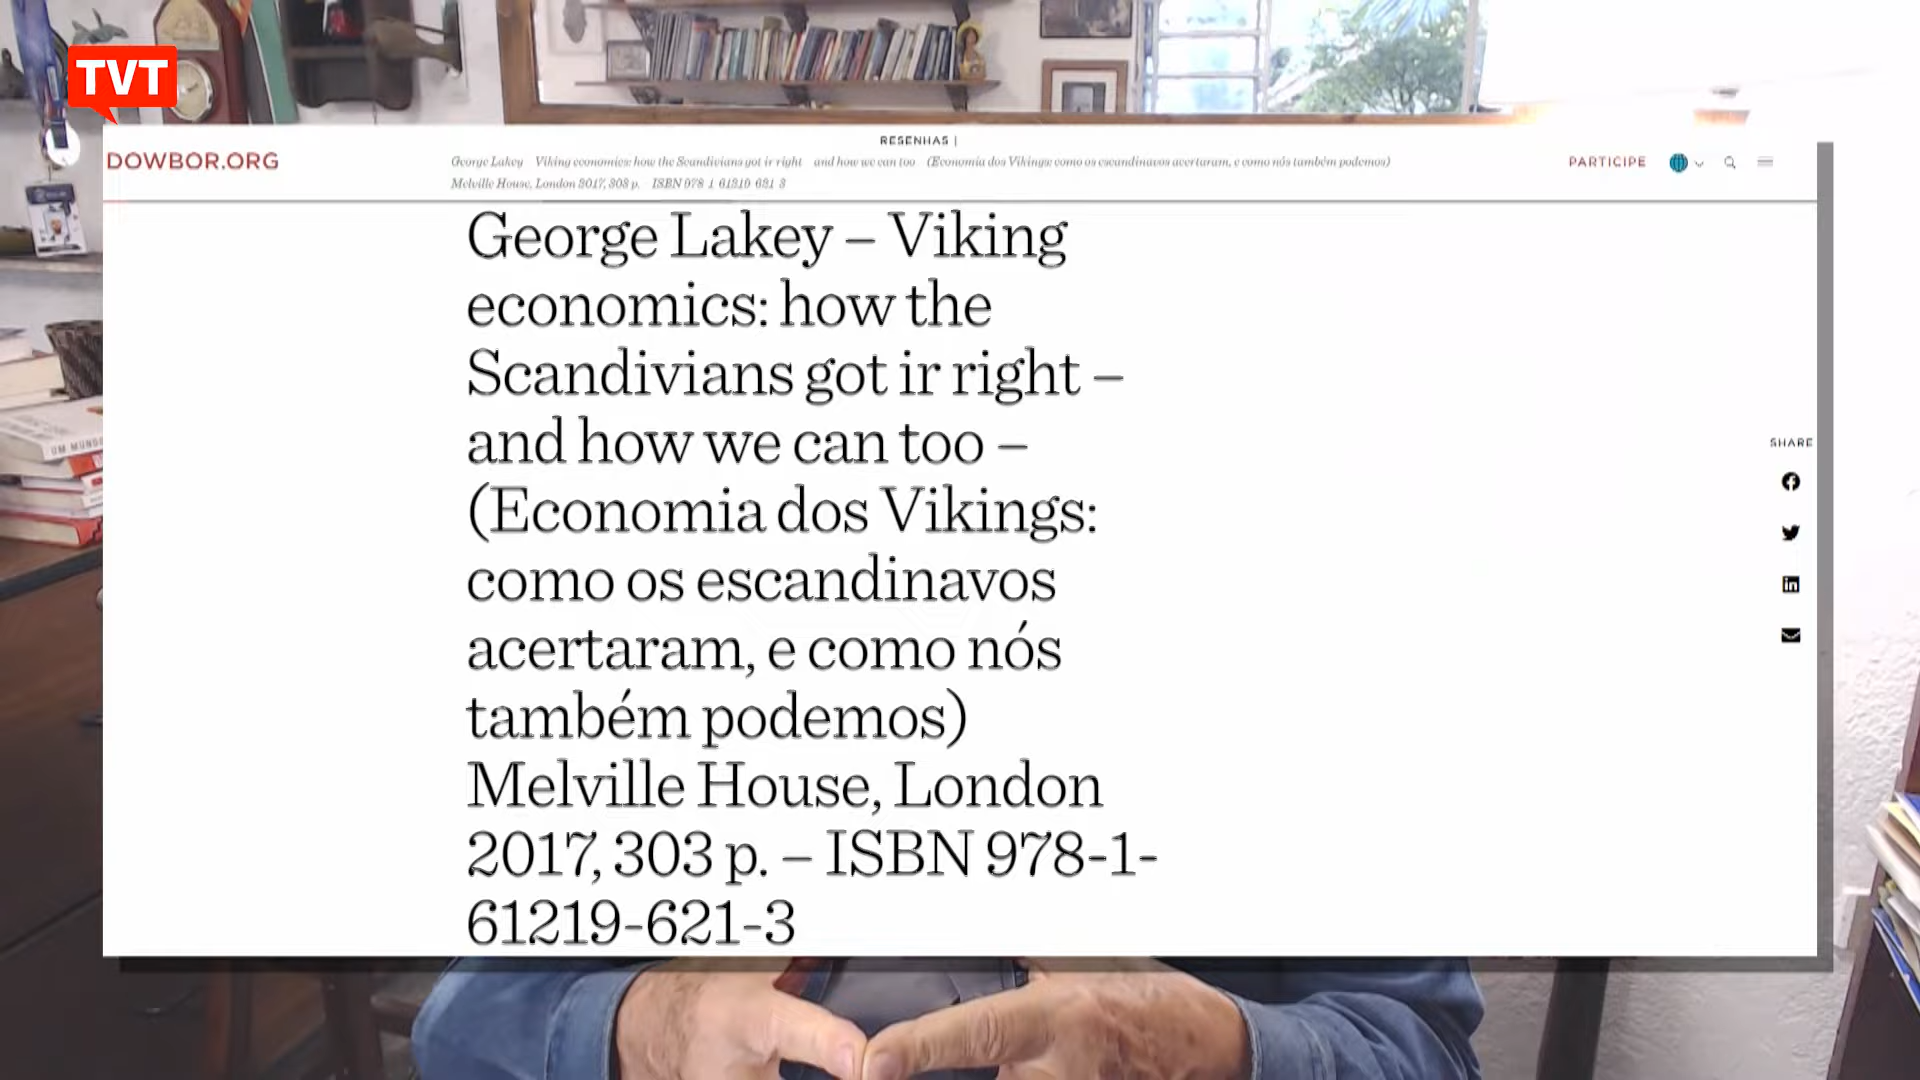 TVT
RESENHAS |
DOWBOR.ORG
George Lakey Viking economics: how the Scandivians got ir right and how we can too (Economia dos Vikings: como os escandinavos acertaram, e como nós também podemos)
Melville House, London 2017, 303 p. ISBN 978-1-61219-621-3
PARTICIPE
George Lakey – Viking
economics: how the
Scandivians got ir right –
and how we can too –
(Economia dos Vikings:
como os escandinavos
acertaram, e como nós
também podemos)
Melville House, London
2017, 303 p. – ISBN 978-1-
61219-621-3
SHARE
UM MUNDO